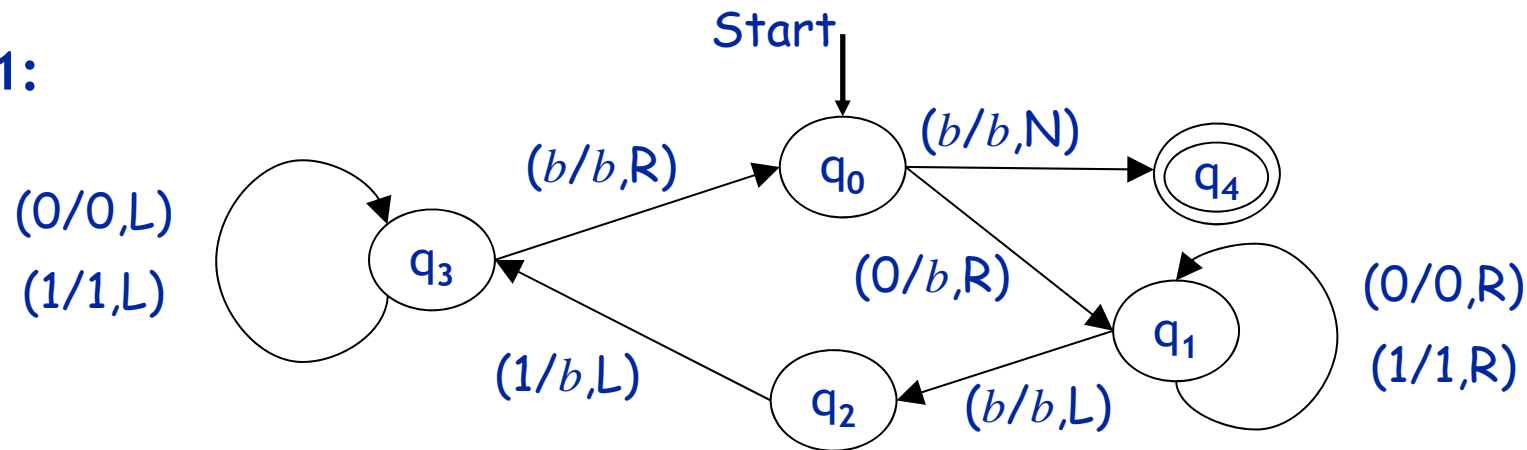 Start
1:
(b/b,N)
(b/b,R)
q0
q4
(0/0,L)
(1/1,L)
q3
(0/b,R)
(0/0,R)
(1/1,R)
q1
(1/b,L)
q2
(b/b,L)